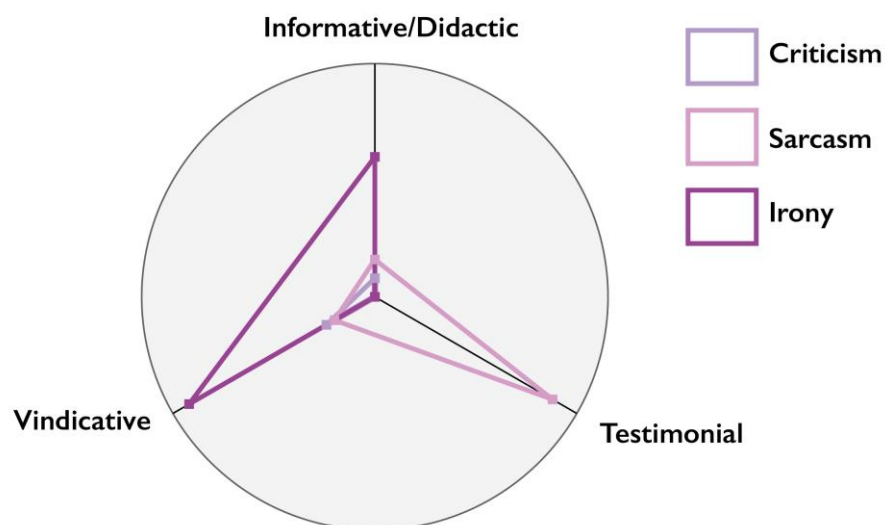 Informative/Didactic
Criticism
Sarcasm
Irony
Vindicative
Testimonial